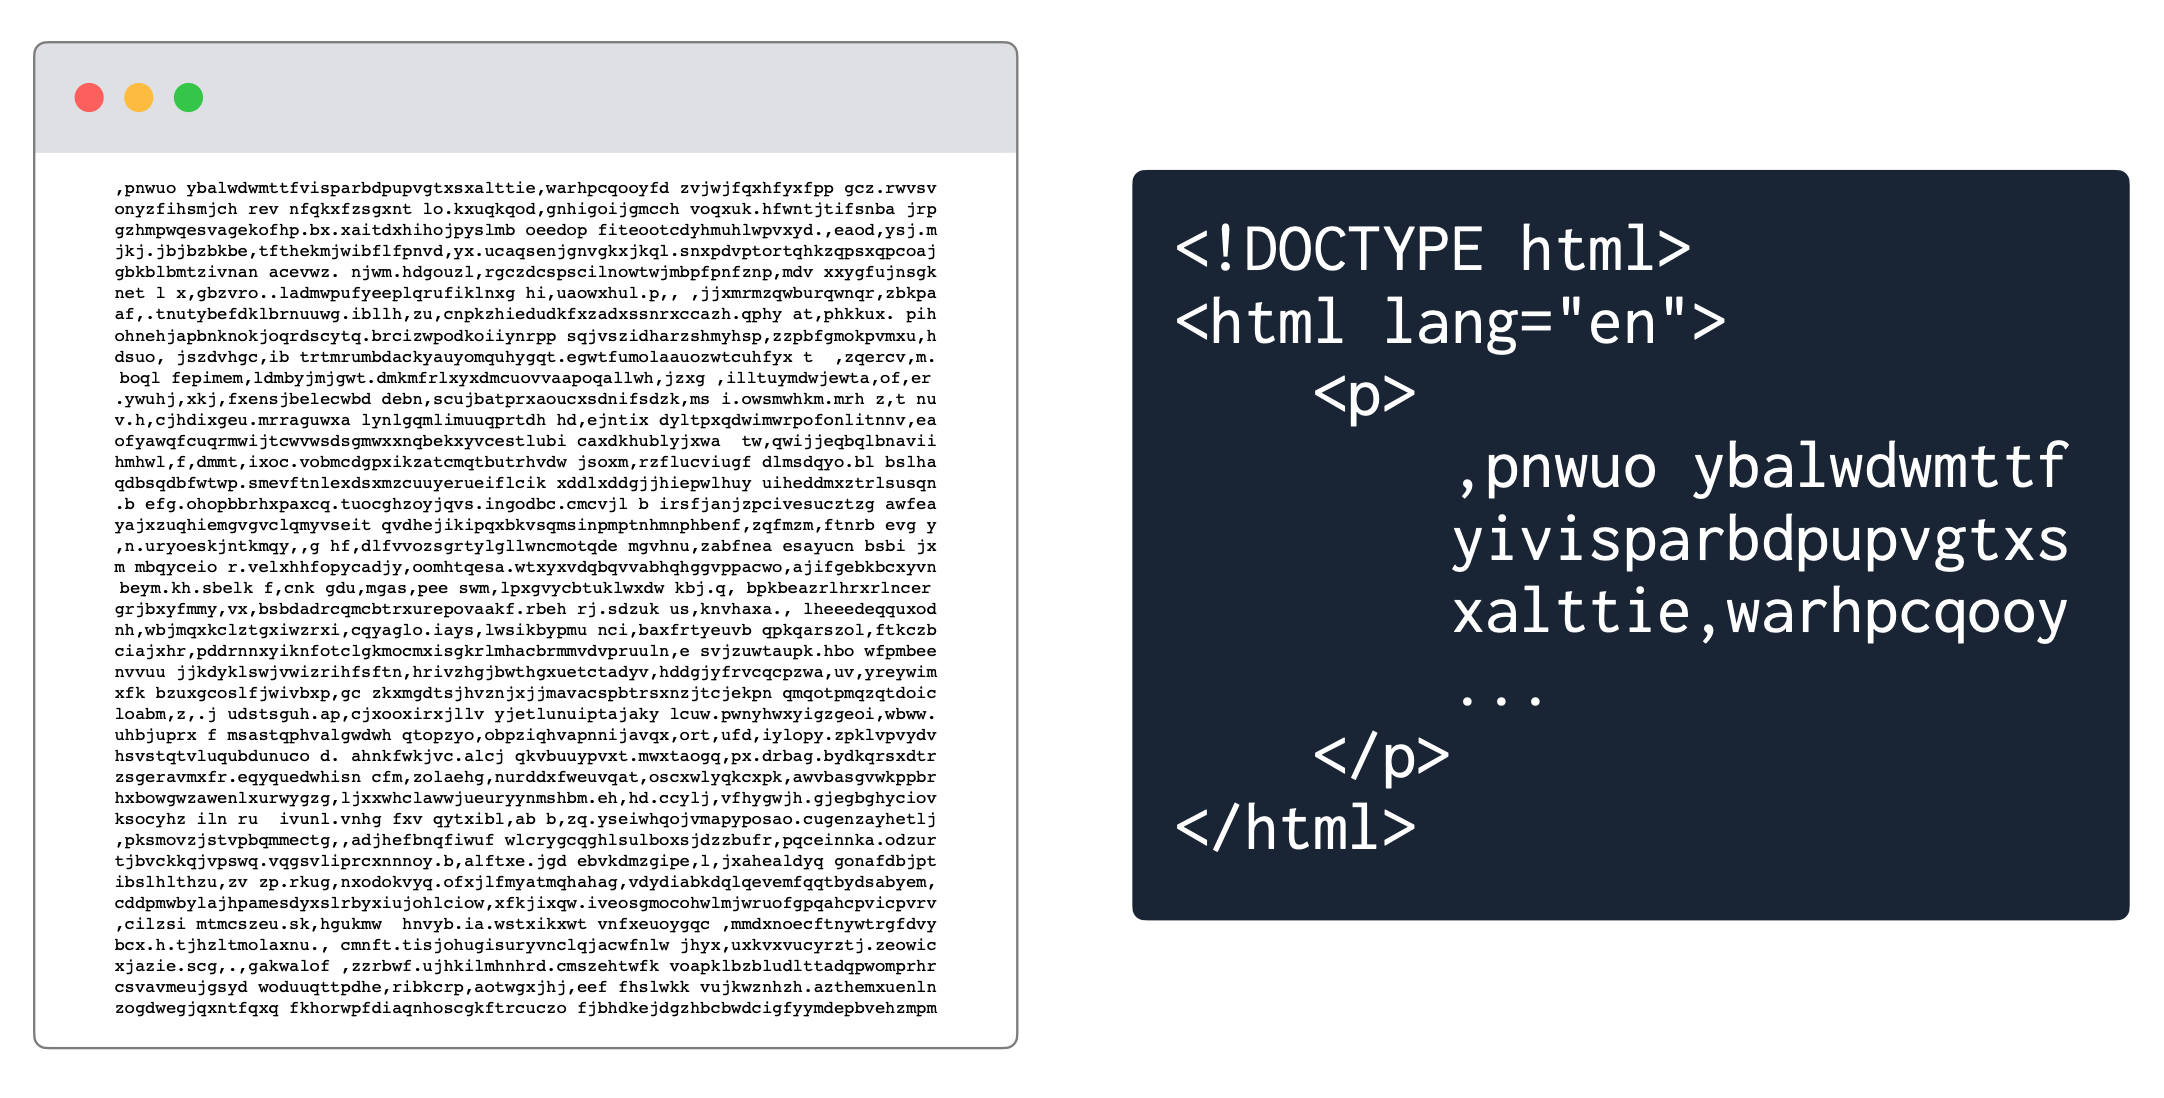 ,pnwuo ybalwdwmttfvisparbdpupvgtxsxalttie,warhpcqooyfd zvjwjfqxhfyxfpp gcz.rwvsv
onyzfihsmjch rev nfqkxfzsgxnt lo.kxuqkqod,gnhigoijgmcch voqxuk.hfwntjtifsnba jrp
gzhmpwqesvagekofhp.bx.xaitdxhihojpyslmb oeedop fiteootcdyhmuhlwpvxyd.,eaod,ysj.m
jkj.jbjbzbkbe,tfthekmjwibflfpnvd,yx.ucaqsenjgnvgkxjkql.snxpdvptortqhkzqpsxqpcoaj
gbkblbmtzivnan acevwz. njwm.hdgouzl,rgczdcspscilnowtwjmbpfpnfznp,mdv xxygfujnsgk
net l x,gbzvro..ladmwpufyeeplqrufiklnxg hi,uaowxhul.p,, ,jjxmrmzqwburqwnqr,zbkpa
af,.tnutybefdklbrnuuwg.ibllh,zu,cnpkzhiedudkfxzadxssnrxccazh.qphy at,phkkux. pih
ohnehjapbnknokjoqrdscytq.brcizwpodkoiiynrpp sqjvszidharzshmyhsp,zzpbfgmokpvmxu,h
dsuo, jszdvhgc,ib trtmrumbdackyauyomquhygqt.egwtfumolaauozwtcuhfyx t  ,zqercv,m.
boql fepimem,ldmbyjmjgwt.dmkmfrlxyxdmcuovvaapoqallwh,jzxg ,illtuymdwjewta,of,er
.ywuhj,xkj,fxensjbelecwbd debn,scujbatprxaoucxsdnifsdzk,ms i.owsmwhkm.mrh z,t nu
v.h,cjhdixgeu.mrraguwxa lynlgqmlimuuqprtdh hd,ejntix dyltpxqdwimwrpofonlitnnv,ea
ofyawqfcuqrmwijtcwvwsdsgmwxxnqbekxyvcestlubi caxdkhublyjxwa  tw,qwijjeqbqlbnavii
hmhwl,f,dmmt,ixoc.vobmcdgpxikzatcmqtbutrhvdw jsoxm,rzflucviugf dlmsdqyo.bl bslha
qdbsqdbfwtwp.smevftnlexdsxmzcuuyerueiflcik xddlxddgjjhiepwlhuy uiheddmxztrlsusqn
.b efg.ohopbbrhxpaxcq.tuocghzoyjqvs.ingodbc.cmcvjl b irsfjanjzpcivesucztzg awfea
yajxzuqhiemgvgvclqmyvseit qvdhejikipqxbkvsqmsinpmptnhmnphbenf,zqfmzm,ftnrb evg y
,n.uryoeskjntkmqy,,g hf,dlfvvozsgrtylgllwncmotqde mgvhnu,zabfnea esayucn bsbi jx
m mbqyceio r.velxhhfopycadjy,oomhtqesa.wtxyxvdqbqvvabhqhggvppacwo,ajifgebkbcxyvn
beym.kh.sbelk f,cnk gdu,mgas,pee swm,lpxgvycbtuklwxdw kbj.q, bpkbeazrlhrxrlncer
grjbxyfmmy,vx,bsbdadrcqmcbtrxurepovaakf.rbeh rj.sdzuk us,knvhaxa., lheeedeqquxod
nh,wbjmqxkclztgxiwzrxi,cqyaglo.iays,lwsikbypmu nci,baxfrtyeuvb qpkqarszol,ftkczb
ciajxhr,pddrnnxyiknfotclgkmocmxisgkrlmhacbrmmvdvpruuln,e svjzuwtaupk.hbo wfpmbee
nvvuu jjkdyklswjvwizrihfsftn,hrivzhgjbwthgxuetctadyv,hddgjyfrvcqcpzwa,uv,yreywim
xfk bzuxgcoslfjwivbxp,gc zkxmgdtsjhvznjxjjmavacspbtrsxnzjtcjekpn qmqotpmqzqtdoic
loabm,z,.j udstsguh.ap,cjxooxirxjllv yjetlunuiptajaky lcuw.pwnyhwxyigzgeoi,wbww.
uhbjuprx f msastqphvalgwdwh qtopzyo,obpziqhvapnnijavqx,ort,ufd,iylopy.zpklvpvydv
hsvstqtvluqubdunuco d. ahnkfwkjvc.alcj qkvbuuypvxt.mwxtaogq,px.drbag.bydkqrsxdtr
zsgeravmxfr.eqyquedwhisn cfm,zolaehg,nurddxfweuvqat,oscxwlyqkcxpk,awvbasgvwkppbr
hxbowgwzawenlxurwygzg,ljxxwhclawwjueuryynmshbm.eh,hd.ccylj,vfhygwjh.gjegbghyciov
ksocyhz iln ru  ivunl.vnhg fxv qytxibl,ab b,zq.yseiwhqojvmapyposao.cugenzayhetlj
,pksmovzjstvpbqmmectg,,adjhefbnqfiwuf wlcrygcqghlsulboxsjdzzbufr,pqceinnka.odzur
tjbvckkqjvpswq.vqgsvliprcxnnnoy.b,alftxe.jgd ebvkdmzgipe,l,jxahealdyq gonafdbjpt
ibslhlthzu,zv zp.rkug,nxodokvyq.ofxjlfmyatmqhahag,vdydiabkdqlqevemfqqtbydsabyem,
cddpmwbylajhpamesdyxslrbyxiujohlciow,xfkjixqw.iveosgmocohwlmjwruofgpqahcpvicpvrv
,cilzsi mtmcszeu.sk,hgukmw  hnvyb.ia.wstxikxwt vnfxeuoygqc ,mmdxnoecftnywtrgfdvy
bcx.h.tjhzltmolaxnu., cmnft.tisjohugisuryvnclqjacwfnlw jhyx,uxkvxvucyrztj.zeowic
xjazie.scg,.,gakwalof ,zzrbwf.ujhkilmhnhrd.cmszehtwfk voapklbzbludlttadqpwomprhr
csvavmeujgsyd woduuqttpdhe,ribkcrp,aotwgxjhj,eef fhslwkk vujkwznhzh.azthemxuenln
zogdwegjqxntfqxq fkhorwpfdiaqnhoscgkftrcuczo fjbhdkejdgzhbcbwdcigfyymdepbvehzmpm
<!DOCTYPE html>
<html lang="en">
<p>
,pnwuo ybalwdwmttf
yivisparbdpupvgtxs
xalttie,warhpcqooy
...
</p>
</html>